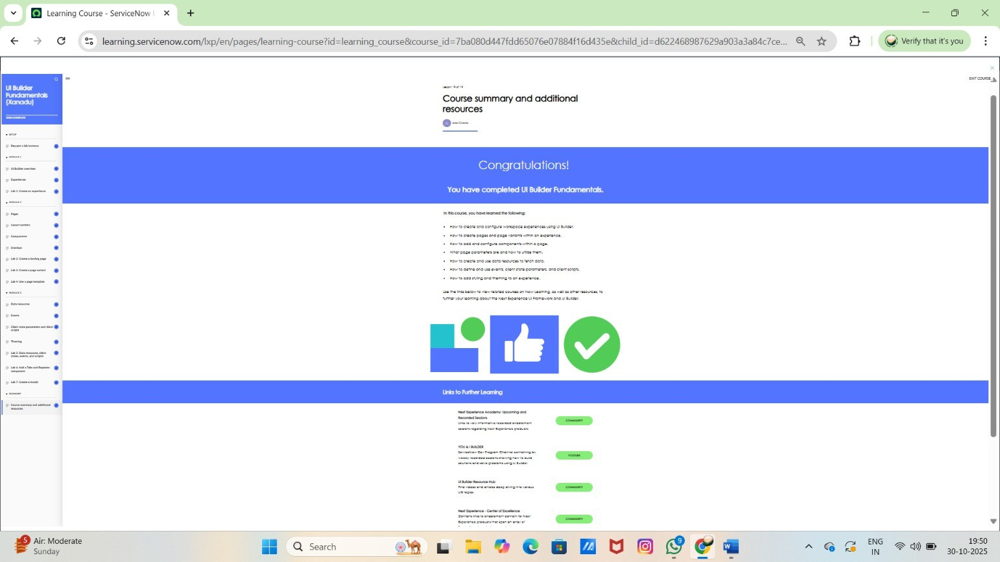 Learning Course - ServiceNow
learning.servicenow.com/lxp/en/pages/learning-course?id=learning_course&course_id=7ba080d447fdd65076e07884f16d435e&child_id=d622468987629a903a3a84c7ce...
Verify that it's you
EXIT COURSE
UI Builder
Fundamentals
(Xanadu)
100% COMPLETE
SETUP
Request a lab instance
MODULE 1
UI Builder overview
Experiences
Lab 1: Create an experience
MODULE 2
Pages
Layout systems
Components
Overlays
Lab 2: Create a landing page
Lab 3: Create a page variant
Lab 4: Use a page template
MODULE 3
Data resources
Events
Client state parameters and client
scripts
Theming
Lab 5: Data resources, client
states, events, and scripts
Lab 6: Add a Tabs and Repeater
component
Lab 7: Create a modal
SUMMARY
Course summary and additional
resources
Lesson 19 of 19
Course summary and additional
resources
Congratulations!
You have completed UI Builder Fundamentals.
In this course, you have learned the following:
• How to create and configure workspace experiences using UI Builder.
• How to create pages and page variants within an experience.
• How to add and configure components within a page.
• What page parameters are and how to utilize them.
• How to create and use data resources to fetch data.
• How to define and use events, client state parameters, and client scripts.
• How to add styling and theming to an experience.
Use the links below to view related courses on Now Learning, as well as other resources, to
further your learning about the Next Experience UI Framework and UI Builder.
Links to Further Learning
Next Experience Academy: Upcoming and
Recorded Sessions
Links to very informative recorded enablement
sessions regarding Next Experience products.
COMMUNITY
YOU & I BUILDER
ServiceNow Dev Program Channel containing bi-
weekly recorded sessions showing how to build
solutions and solve problems using UI Builder.
YOUTUBE
UI Builder Resource Hub
Find videos and articles deep diving into various
UIB topics.
COMMUNITY
Next Experience - Center of Excellence
Contains links to enablement content for Next
Experience products that span an array of
COMMUNITY
5
Air: Moderate
Sunday
Search
9
ENG
IN
19:50
30-10-2025